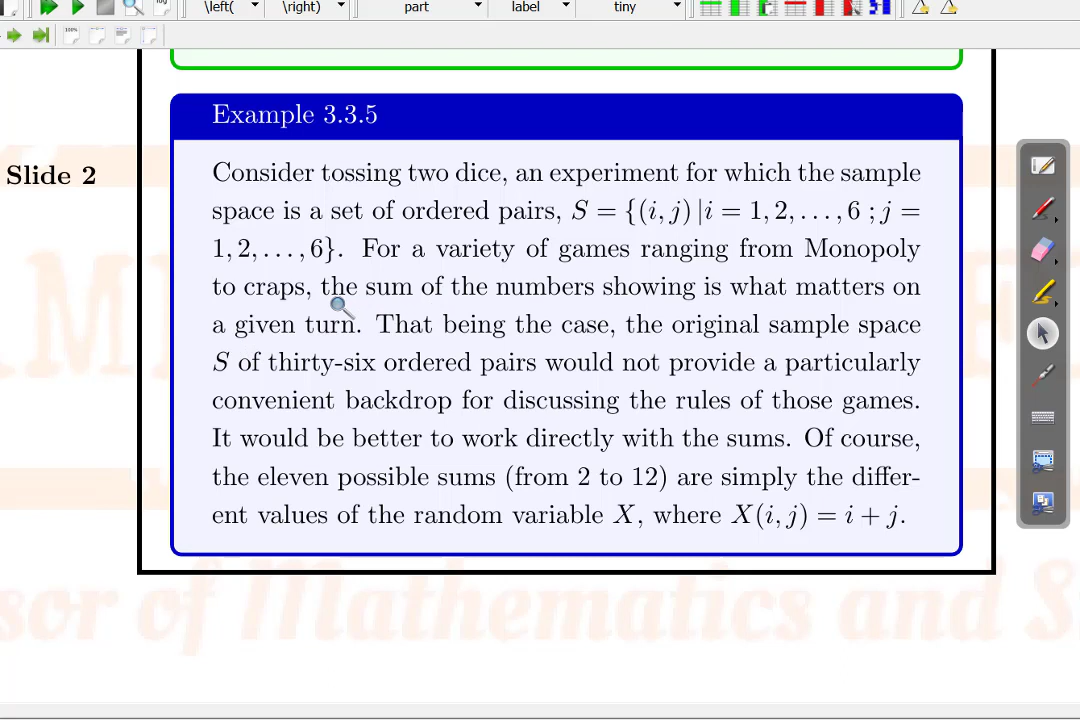 \left( \right) part label tiny
Example 3.3.5
Slide 2
Consider tossing two dice, an experiment for which the sample
space is a set of ordered pairs, S = {(i, j) |i = 1, 2, . . . , 6 ; j =
1, 2, . . . , 6}. For a variety of games ranging from Monopoly
to craps, the sum of the numbers showing is what matters on
a given turn. That being the case, the original sample space
S of thirty-six ordered pairs would not provide a particularly
convenient backdrop for discussing the rules of those games.
It would be better to work directly with the sums. Of course,
the eleven possible sums (from 2 to 12) are simply the differ-
ent values of the random variable X, where X(i, j) = i + j.
sor of Mathematics and S